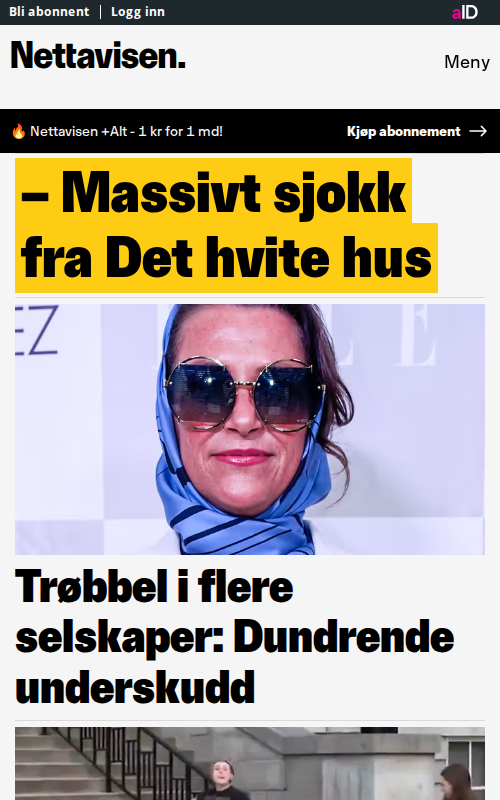 Bli abonnent | Logg inn
aID
Nettavisen.
Meny
🔥 Nettavisen +Alt - 1 kr for 1 md!
Kjøp abonnement →
– Massivt sjokk
fra Det hvite hus
EZ
L E
Trøbbel i flere
selskaper: Dundrende
underskudd